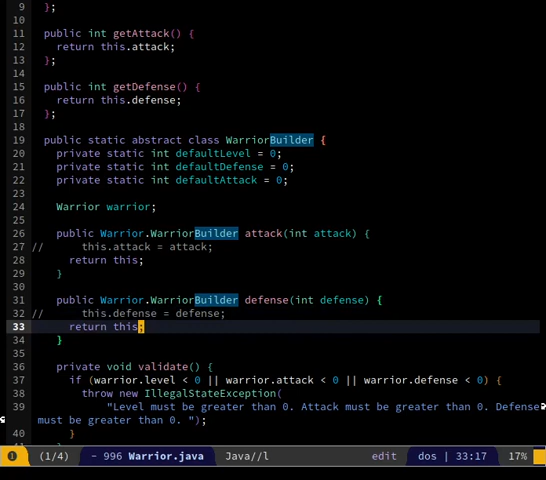 9 };
10
11 public int getAttack() {
12 return this.attack;
13 };
14
15 public int getDefense() {
16 return this.defense;
17 };
18
19 public static abstract class WarriorBuilder {
20 private static int defaultLevel = 0;
21 private static int defaultDefense = 0;
22 private static int defaultAttack = 0;
23
24 Warrior warrior;
25
26 public Warrior.WarriorBuilder attack(int attack) {
27 // this.attack = attack;
28 return this;
29 }
30
31 public Warrior.WarriorBuilder defense(int defense) {
32 // this.defense = defense;
33 return this;
34 }
35
36 private void validate() {
37 if (warrior.level < 0 || warrior.attack < 0 || warrior.defense < 0) {
38 throw new IllegalStateException(
39 "Level must be greater than 0. Attack must be greater than 0. Defense
must be greater than 0. ");
40 }
41 }
1 (1/4) - 996 Warrior.java Java//l edit dos | 33:17 17%